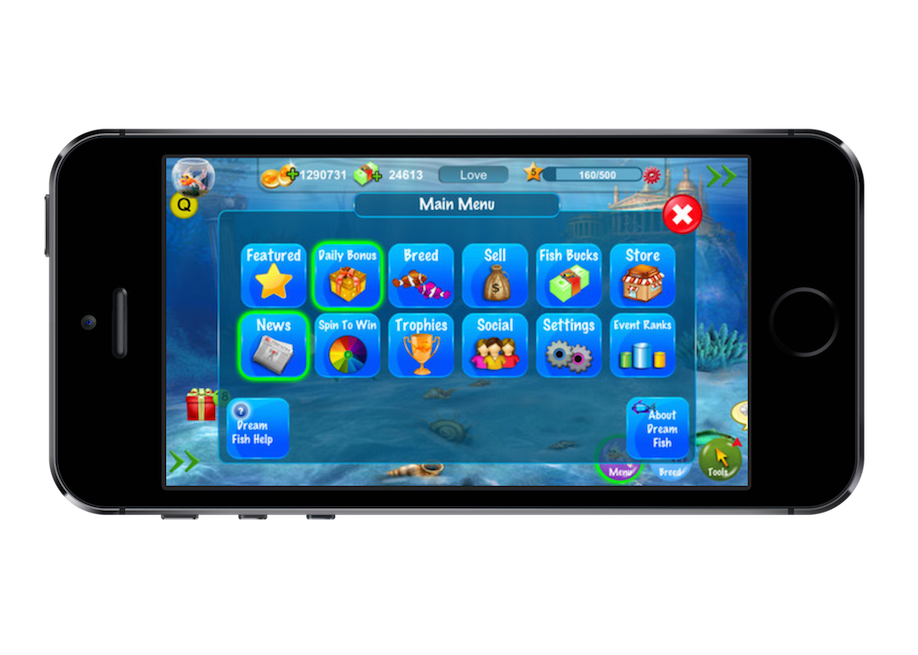 1290731 24613 Love 5 160/500
Q
Main Menu
Featured Daily Bonus Breed Sell Fish Bucks Store
News Spin To Win Trophies Social Settings Event Ranks
?
Dream
Fish Help
About
Dream
Fish
Menu Breed Tools